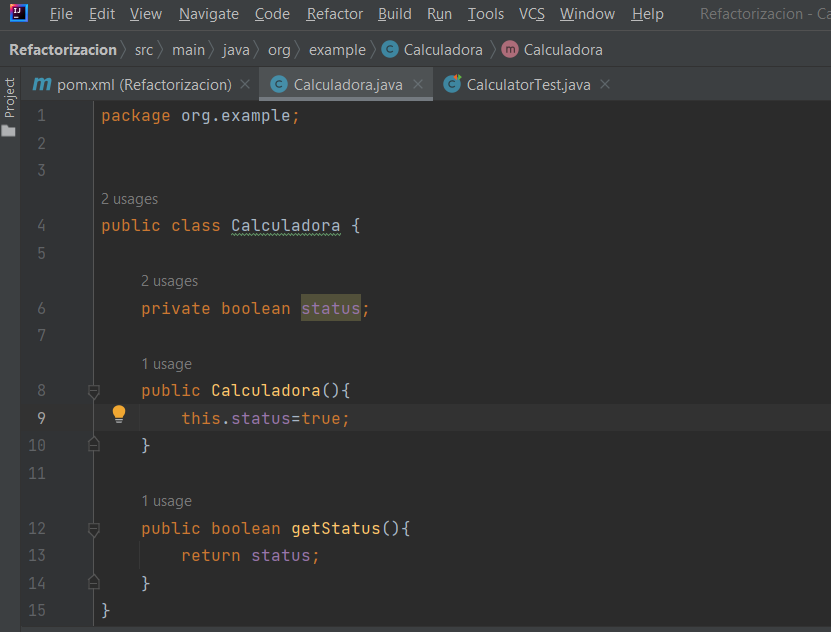 File Edit View Navigate Code Refactor Build Run Tools VCS Window Help Refactorizacion - Ca
Refactorizacion src main java org example Calculadora Calculadora
pom.xml (Refactorizacion) Calculadora.java CalculatorTest.java
Project
1 package org.example;
2
3
2 usages
4 public class Calculadora {
5
2 usages
6 private boolean status;
7
1 usage
8 public Calculadora(){
9 this.status=true;
10 }
11
1 usage
12 public boolean getStatus(){
13 return status;
14 }
15 }